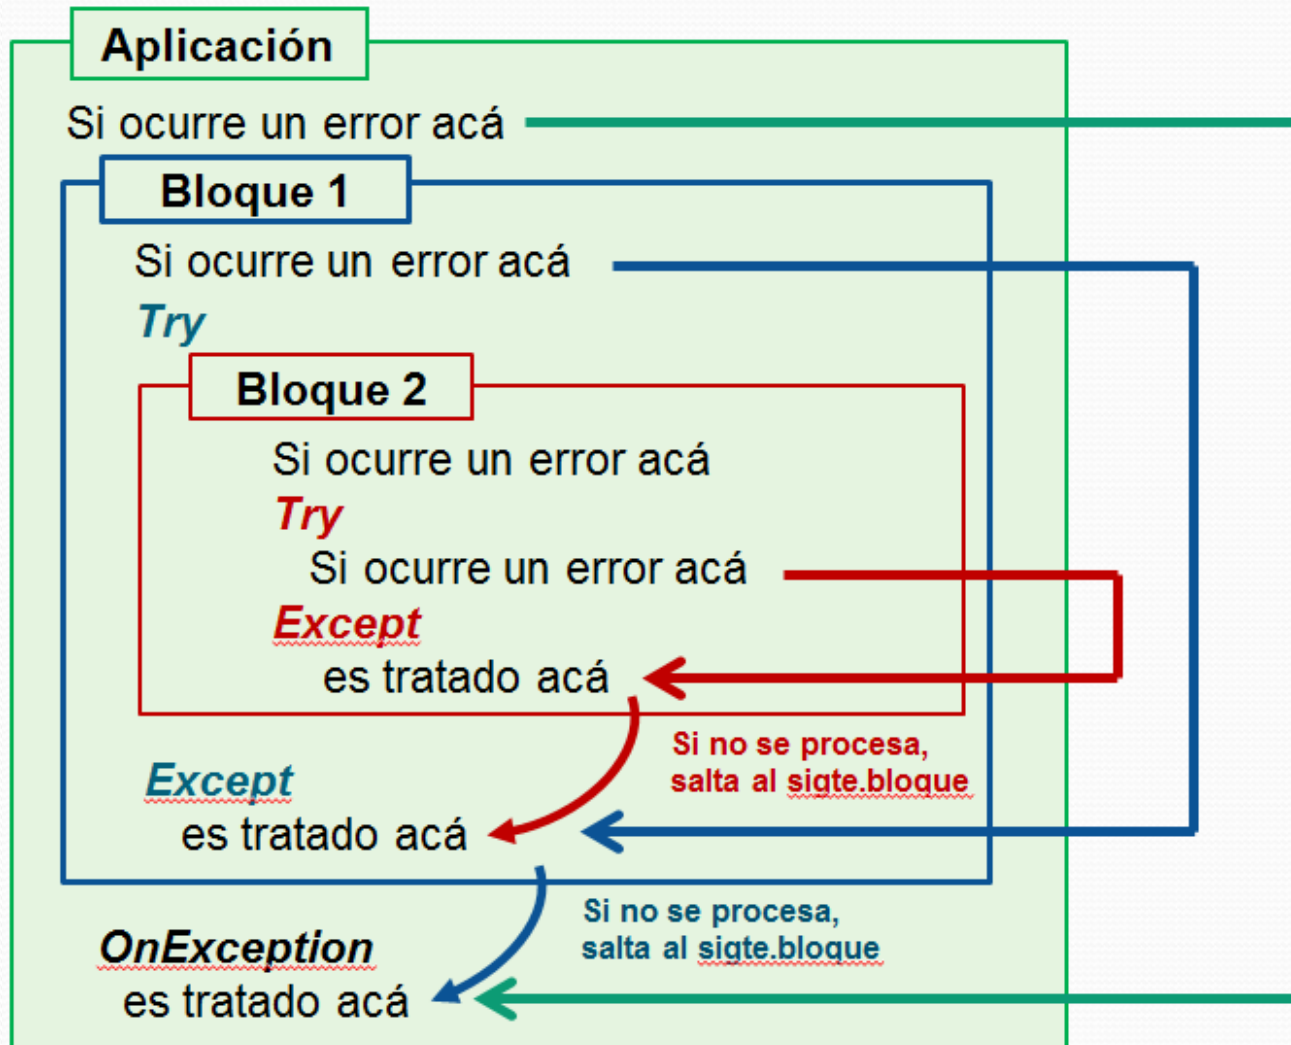 Aplicación
Si ocurre un error acá
Bloque 1
Si ocurre un error acá
Try
Bloque 2
Si ocurre un error acá
Try
Si ocurre un error acá
Except
es tratado acá
Si no se procesa,
salta al sigte.bloque
Except
es tratado acá
Si no se procesa,
salta al sigte.bloque
OnException
es tratado acá